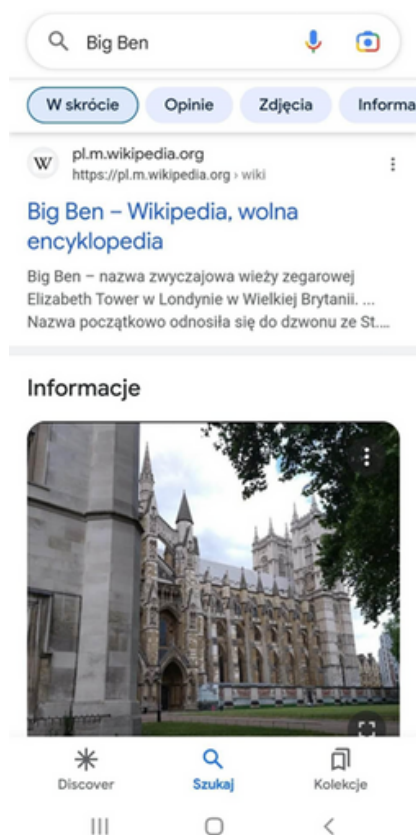 Big Ben
W skrócie Opinie Zdjęcia Informa
W pl.m.wikipedia.org
https://pl.m.wikipedia.org › wiki
Big Ben – Wikipedia, wolna
encyklopedia
Big Ben – nazwa zwyczajowa wieży zegarowej
Elizabeth Tower w Londynie w Wielkiej Brytanii. ...
Nazwa początkowo odnosiła się do dzwonu ze St....
Informacje
Discover Szukaj Kolekcje